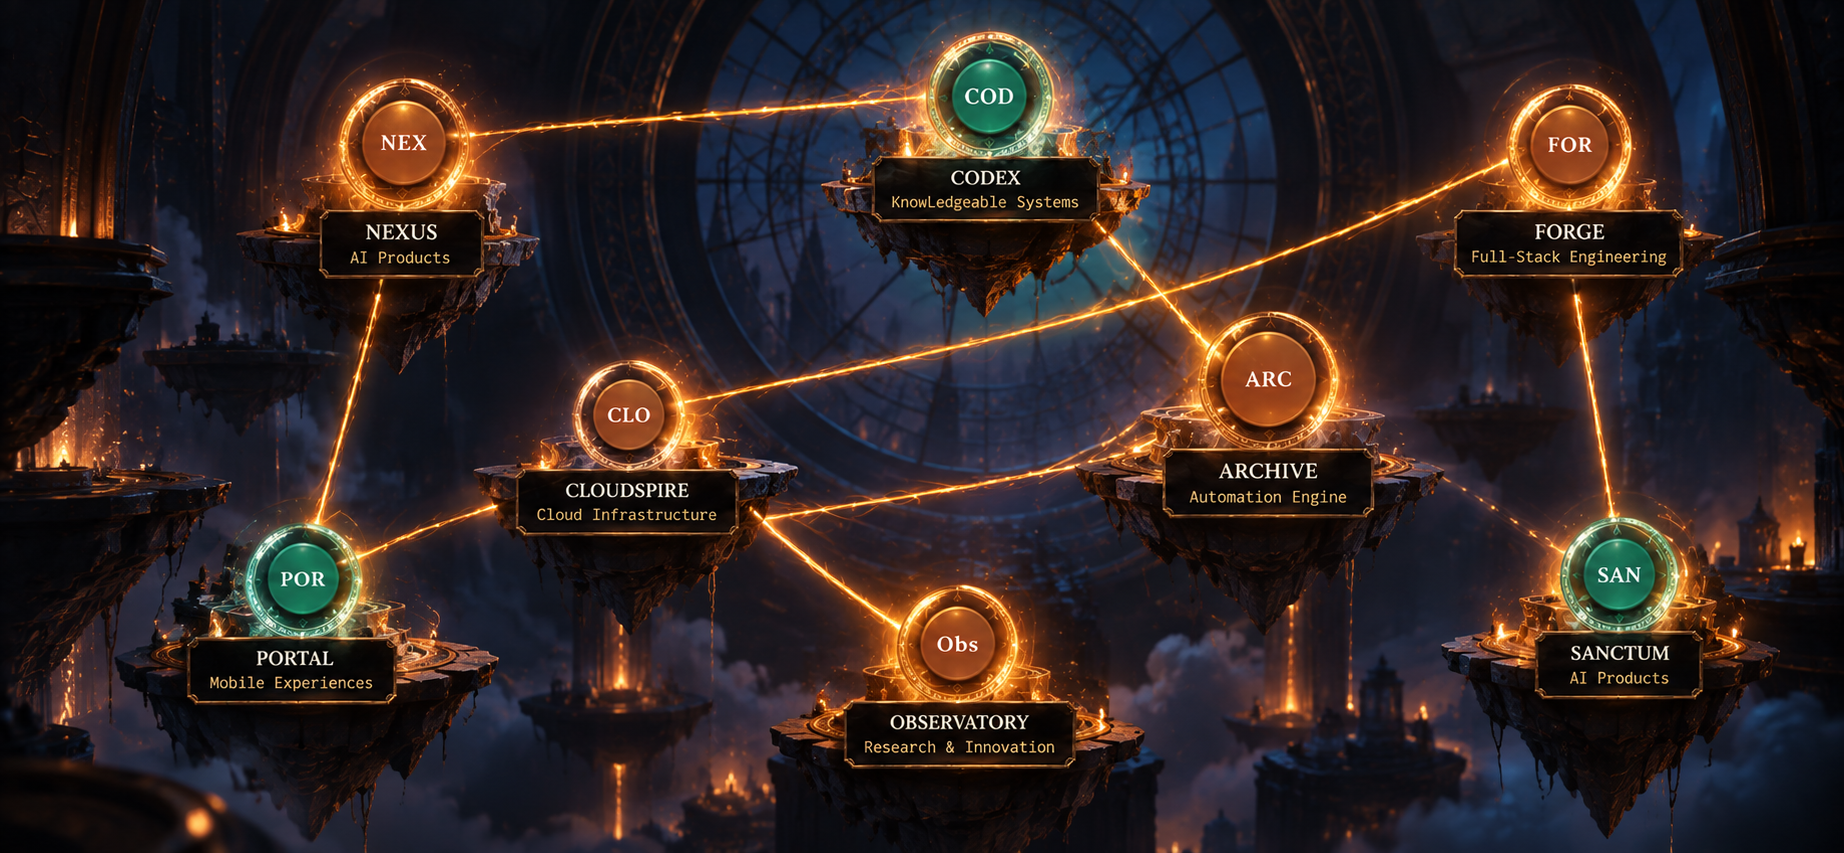 NEX
NEXUS
AI Products
COD
CODEX
KnowLedgeable Systems
FOR
FORGE
Full-Stack Engineering
CLO
CLOUDSPIRE
Cloud Infrastructure
ARC
ARCHIVE
Automation Engine
POR
PORTAL
Mobile Experiences
Obs
OBSERVATORY
Research & Innovation
SAN
SANCTUM
AI Products